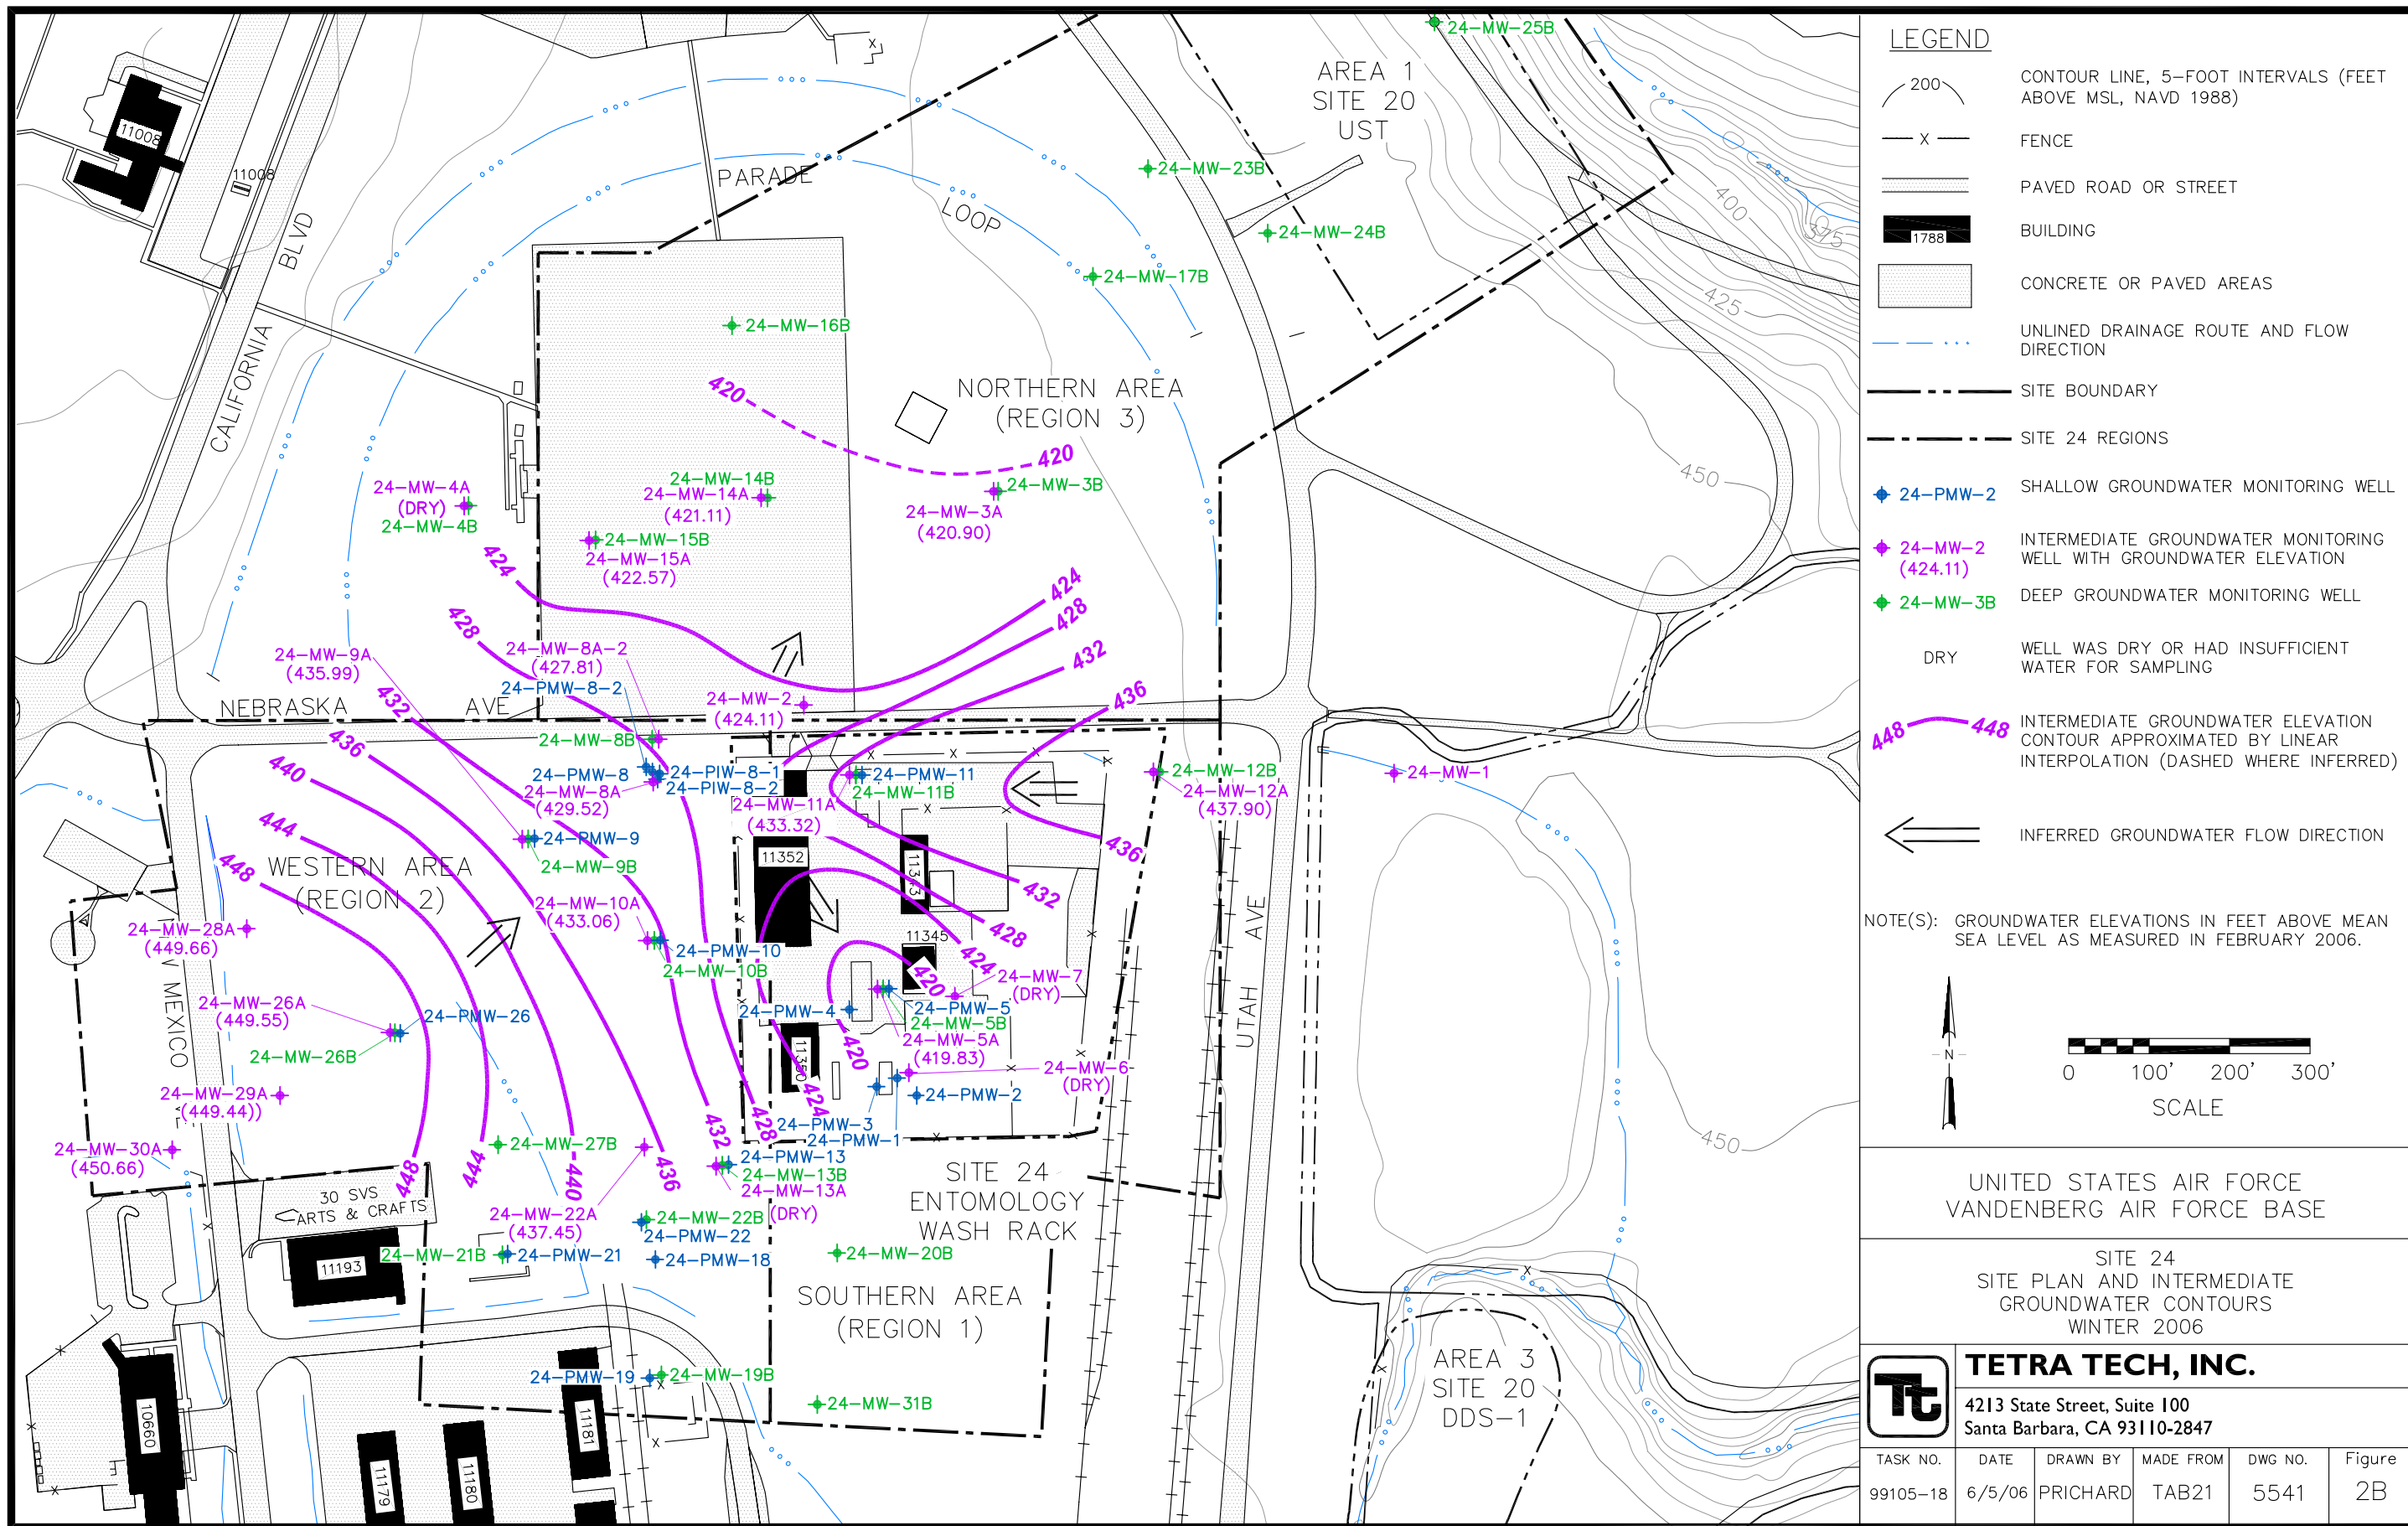 24-MW-25B
AREA 1
SITE 20
UST
11008
11008
PARADE
LOOP
24-MW-23B
24-MW-24B
24-MW-17B
24-MW-16B
BLVD
CALIFORNIA
400
375
425
450
NORTHERN AREA
(REGION 3)
420
420
24-MW-4A
(DRY)
24-MW-4B
24-MW-14B
24-MW-14A
(421.11)
24-MW-3B
24-MW-3A
(420.90)
24-MW-15B
24-MW-15A
(422.57)
424
424
428
428
432
432
436
436
24-MW-9A
(435.99)
24-MW-8A-2
(427.81)
24-PMW-8-2
24-MW-2
(424.11)
NEBRASKA AVE
24-MW-8B
24-PMW-8
24-PIW-8-1
24-PIW-8-2
24-MW-8A
(429.52)
24-PMW-11
24-MW-11B
24-MW-11A
(433.32)
24-MW-12B
24-MW-12A
(437.90)
24-MW-1
440
444
448
WESTERN AREA
(REGION 2)
24-PMW-9
24-MW-9B
11352
11343
436
432
428
424
420
24-MW-28A
(449.66)
24-MW-10A
(433.06)
24-PMW-10
24-MW-10B
11345
24-MW-7
(DRY)
UTAH AVE
MEXICO
24-MW-26A
(449.55)
24-PMW-26
24-MW-26B
24-PMW-4
24-PMW-5
24-MW-5B
24-MW-5A
(419.83)
420
11350
24-MW-6
(DRY)
24-MW-29A
(449.44))
24-PMW-2
24-PMW-3
24-PMW-1
424
428
432
436
440
444
448
24-MW-30A
(450.66)
24-MW-27B
24-PMW-13
24-MW-13B
24-MW-13A
(DRY)
SITE 24
ENTOMOLOGY
WASH RACK
450
30 SVS
ARTS & CRAFTS
24-MW-22A
(437.45)
24-MW-22B
24-PMW-22
24-MW-21B
24-PMW-21
24-PMW-18
24-MW-20B
11193
SOUTHERN AREA
(REGION 1)
24-PMW-19
24-MW-19B
24-MW-31B
AREA 3
SITE 20
DDS-1
10660
11179
11180
11181
LEGEND
200
CONTOUR LINE, 5-FOOT INTERVALS (FEET
ABOVE MSL, NAVD 1988)
X
FENCE
PAVED ROAD OR STREET
1788
BUILDING
CONCRETE OR PAVED AREAS
UNLINED DRAINAGE ROUTE AND FLOW
DIRECTION
SITE BOUNDARY
SITE 24 REGIONS
24-PMW-2
SHALLOW GROUNDWATER MONITORING WELL
24-MW-2
(424.11)
INTERMEDIATE GROUNDWATER MONITORING
WELL WITH GROUNDWATER ELEVATION
24-MW-3B
DEEP GROUNDWATER MONITORING WELL
DRY
WELL WAS DRY OR HAD INSUFFICIENT
WATER FOR SAMPLING
448 448
INTERMEDIATE GROUNDWATER ELEVATION
CONTOUR APPROXIMATED BY LINEAR
INTERPOLATION (DASHED WHERE INFERRED)
INFERRED GROUNDWATER FLOW DIRECTION
NOTE(S): GROUNDWATER ELEVATIONS IN FEET ABOVE MEAN
SEA LEVEL AS MEASURED IN FEBRUARY 2006.
N
0 100' 200' 300'
SCALE
UNITED STATES AIR FORCE
VANDENBERG AIR FORCE BASE
SITE 24
SITE PLAN AND INTERMEDIATE
GROUNDWATER CONTOURS
WINTER 2006
Tt
TETRA TECH, INC.
4213 State Street, Suite 100
Santa Barbara, CA 93110-2847
TASK NO. DATE DRAWN BY MADE FROM DWG NO. Figure
99105-18 6/5/06 PRICHARD TAB21 5541 2B